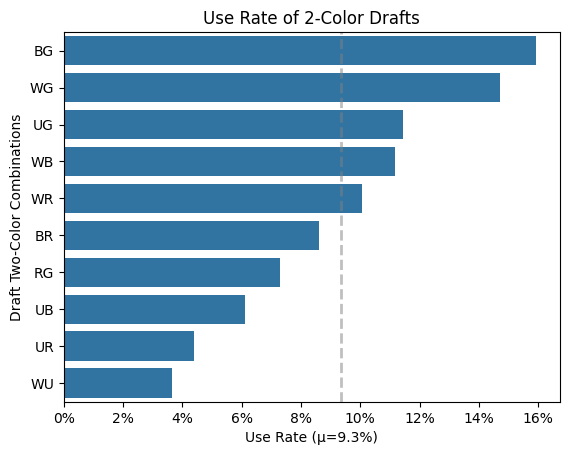 Use Rate of 2-Color Drafts
Draft Two-Color Combinations
BG
WG
UG
WB
WR
BR
RG
UB
UR
WU
0% 2% 4% 6% 8% 10% 12% 14% 16%
Use Rate (μ=9.3%)